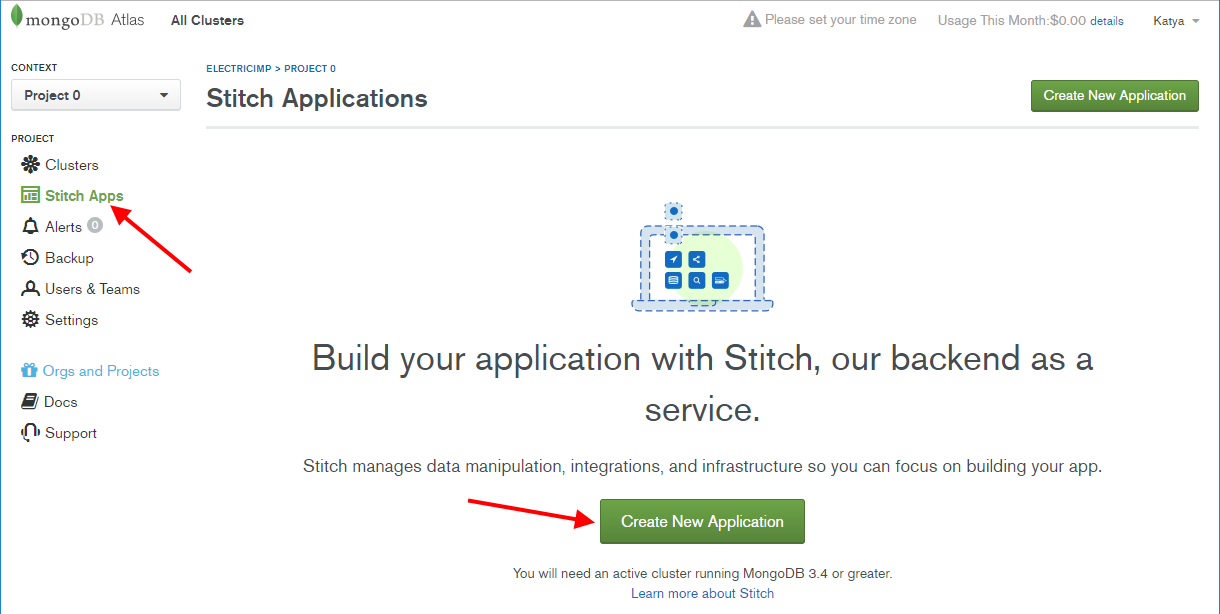 mongoDB Atlas All Clusters Please set your time zone Usage This Month:$0.00 details Katya
CONTEXT
Project 0
PROJECT
Clusters
Stitch Apps
Alerts 0
Backup
Users & Teams
Settings
Orgs and Projects
Docs
Support
ELECTRICIMP > PROJECT 0
Stitch Applications
Create New Application
Build your application with Stitch, our backend as a
service.
Stitch manages data manipulation, integrations, and infrastructure so you can focus on building your app.
Create New Application
You will need an active cluster running MongoDB 3.4 or greater.
Learn more about Stitch